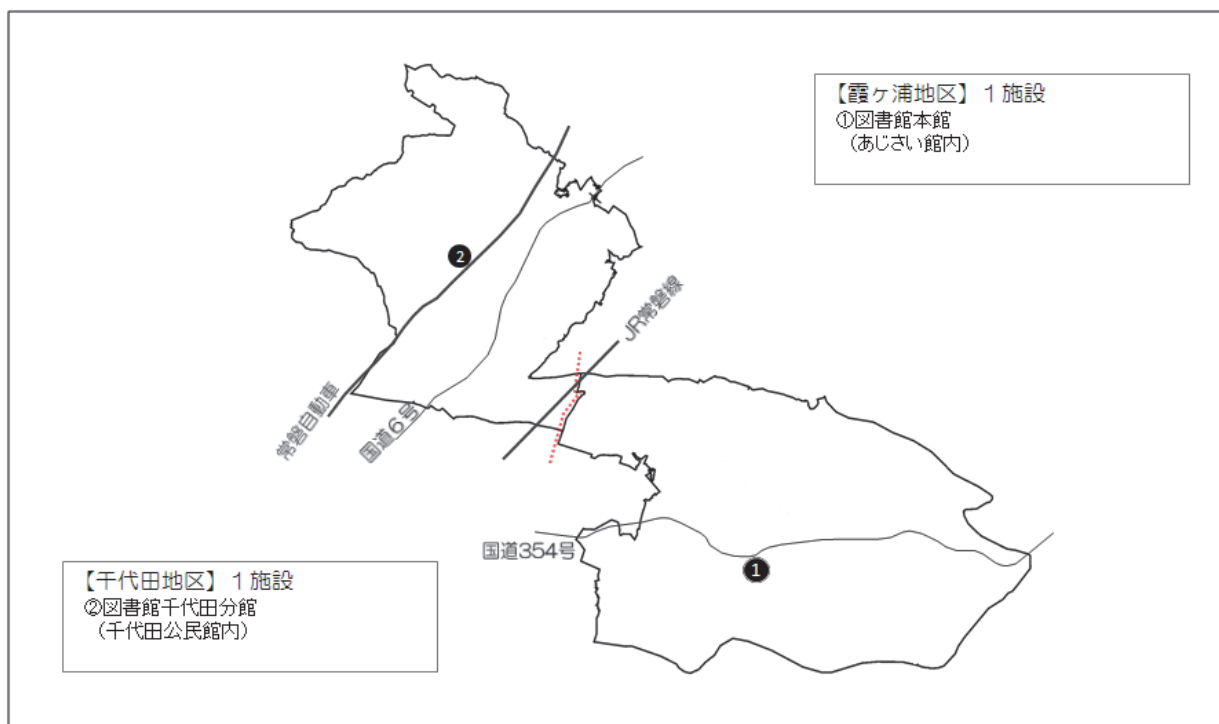 【霞ヶ浦地区】 1施設
①図書館本館
(あじさい館内)
2
JR常磐線
常磐自動車
国道6号
国道354号
1
【千代田地区】 1施設
②図書館千代田分館
(千代田公民館内)